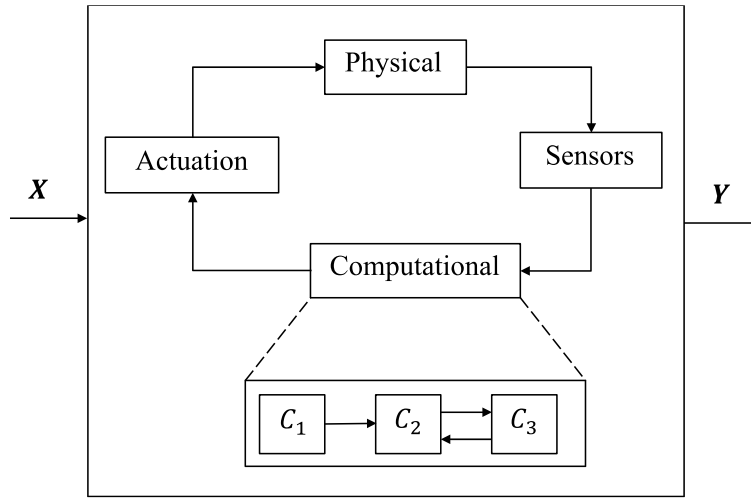 Physical
Actuation
Sensors
X
Y
Computational
C₁
C₂
C₃